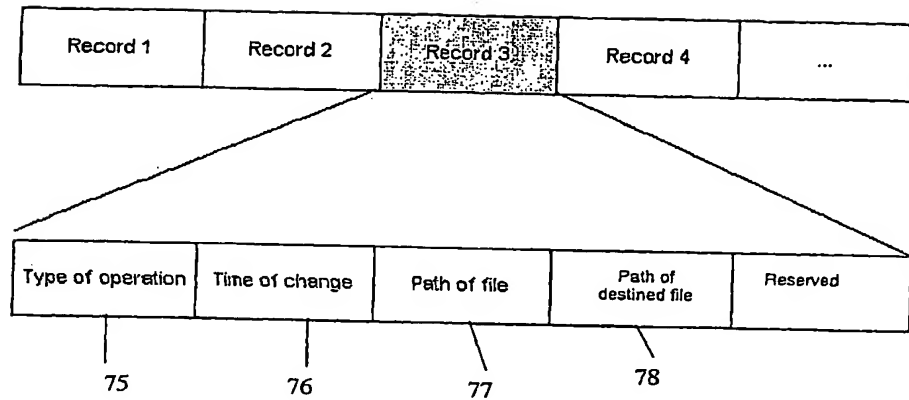 Record 1 Record 2 Record 3 Record 4 ...
Type of operation Time of change Path of file Path of destined file Reserved
75 76 77 78